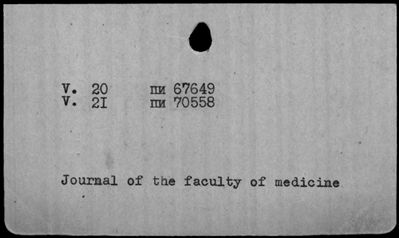 V. 20 пи 67649
V. 2I пи 70558
Journal of the faculty of medicine